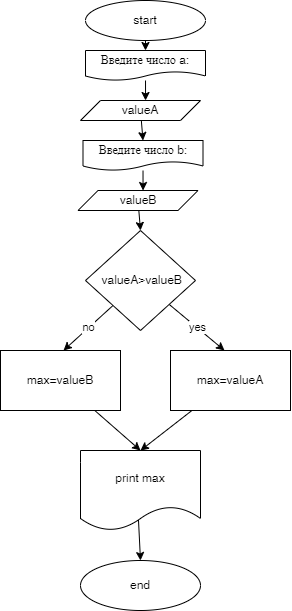 start
Введите число a:
valueA
Введите число b:
valueB
valueA>valueB
no
yes
max=valueB
max=valueA
print max
end